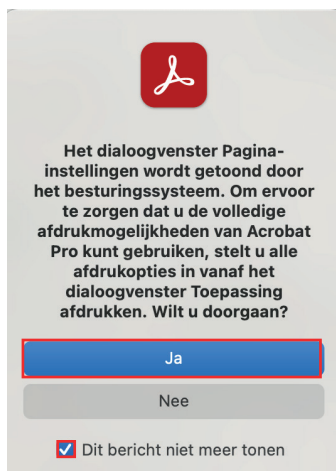 Het dialoogvenster Pagina-
instellingen wordt getoond door
het besturingssysteem. Om ervoor
te zorgen dat u de volledige
afdrukmogelijkheden van Acrobat
Pro kunt gebruiken, stelt u alle
afdrukopties in vanaf het
dialoogvenster Toepassing
afdrukken. Wilt u doorgaan?
Ja
Nee
Dit bericht niet meer tonen